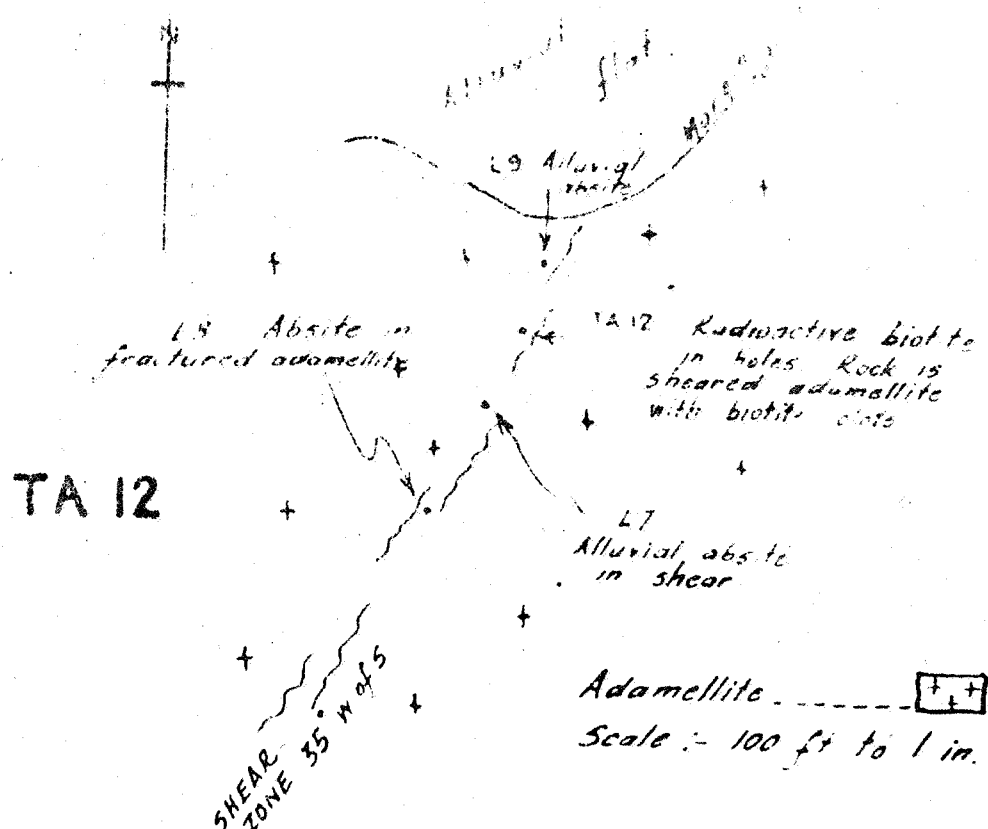 N
Alluvial
flat
L9 Alluvial
absite
L8 Absite in
fractured adamellite
TA 12 Radioactive biotite
in holes. Rock is
sheared adamellite
with biotite clots
TA 12
L7
Alluvial absite
in shear
SHEAR
ZONE 35° W of S
Adamellite
Scale :- 100 ft to 1 in.